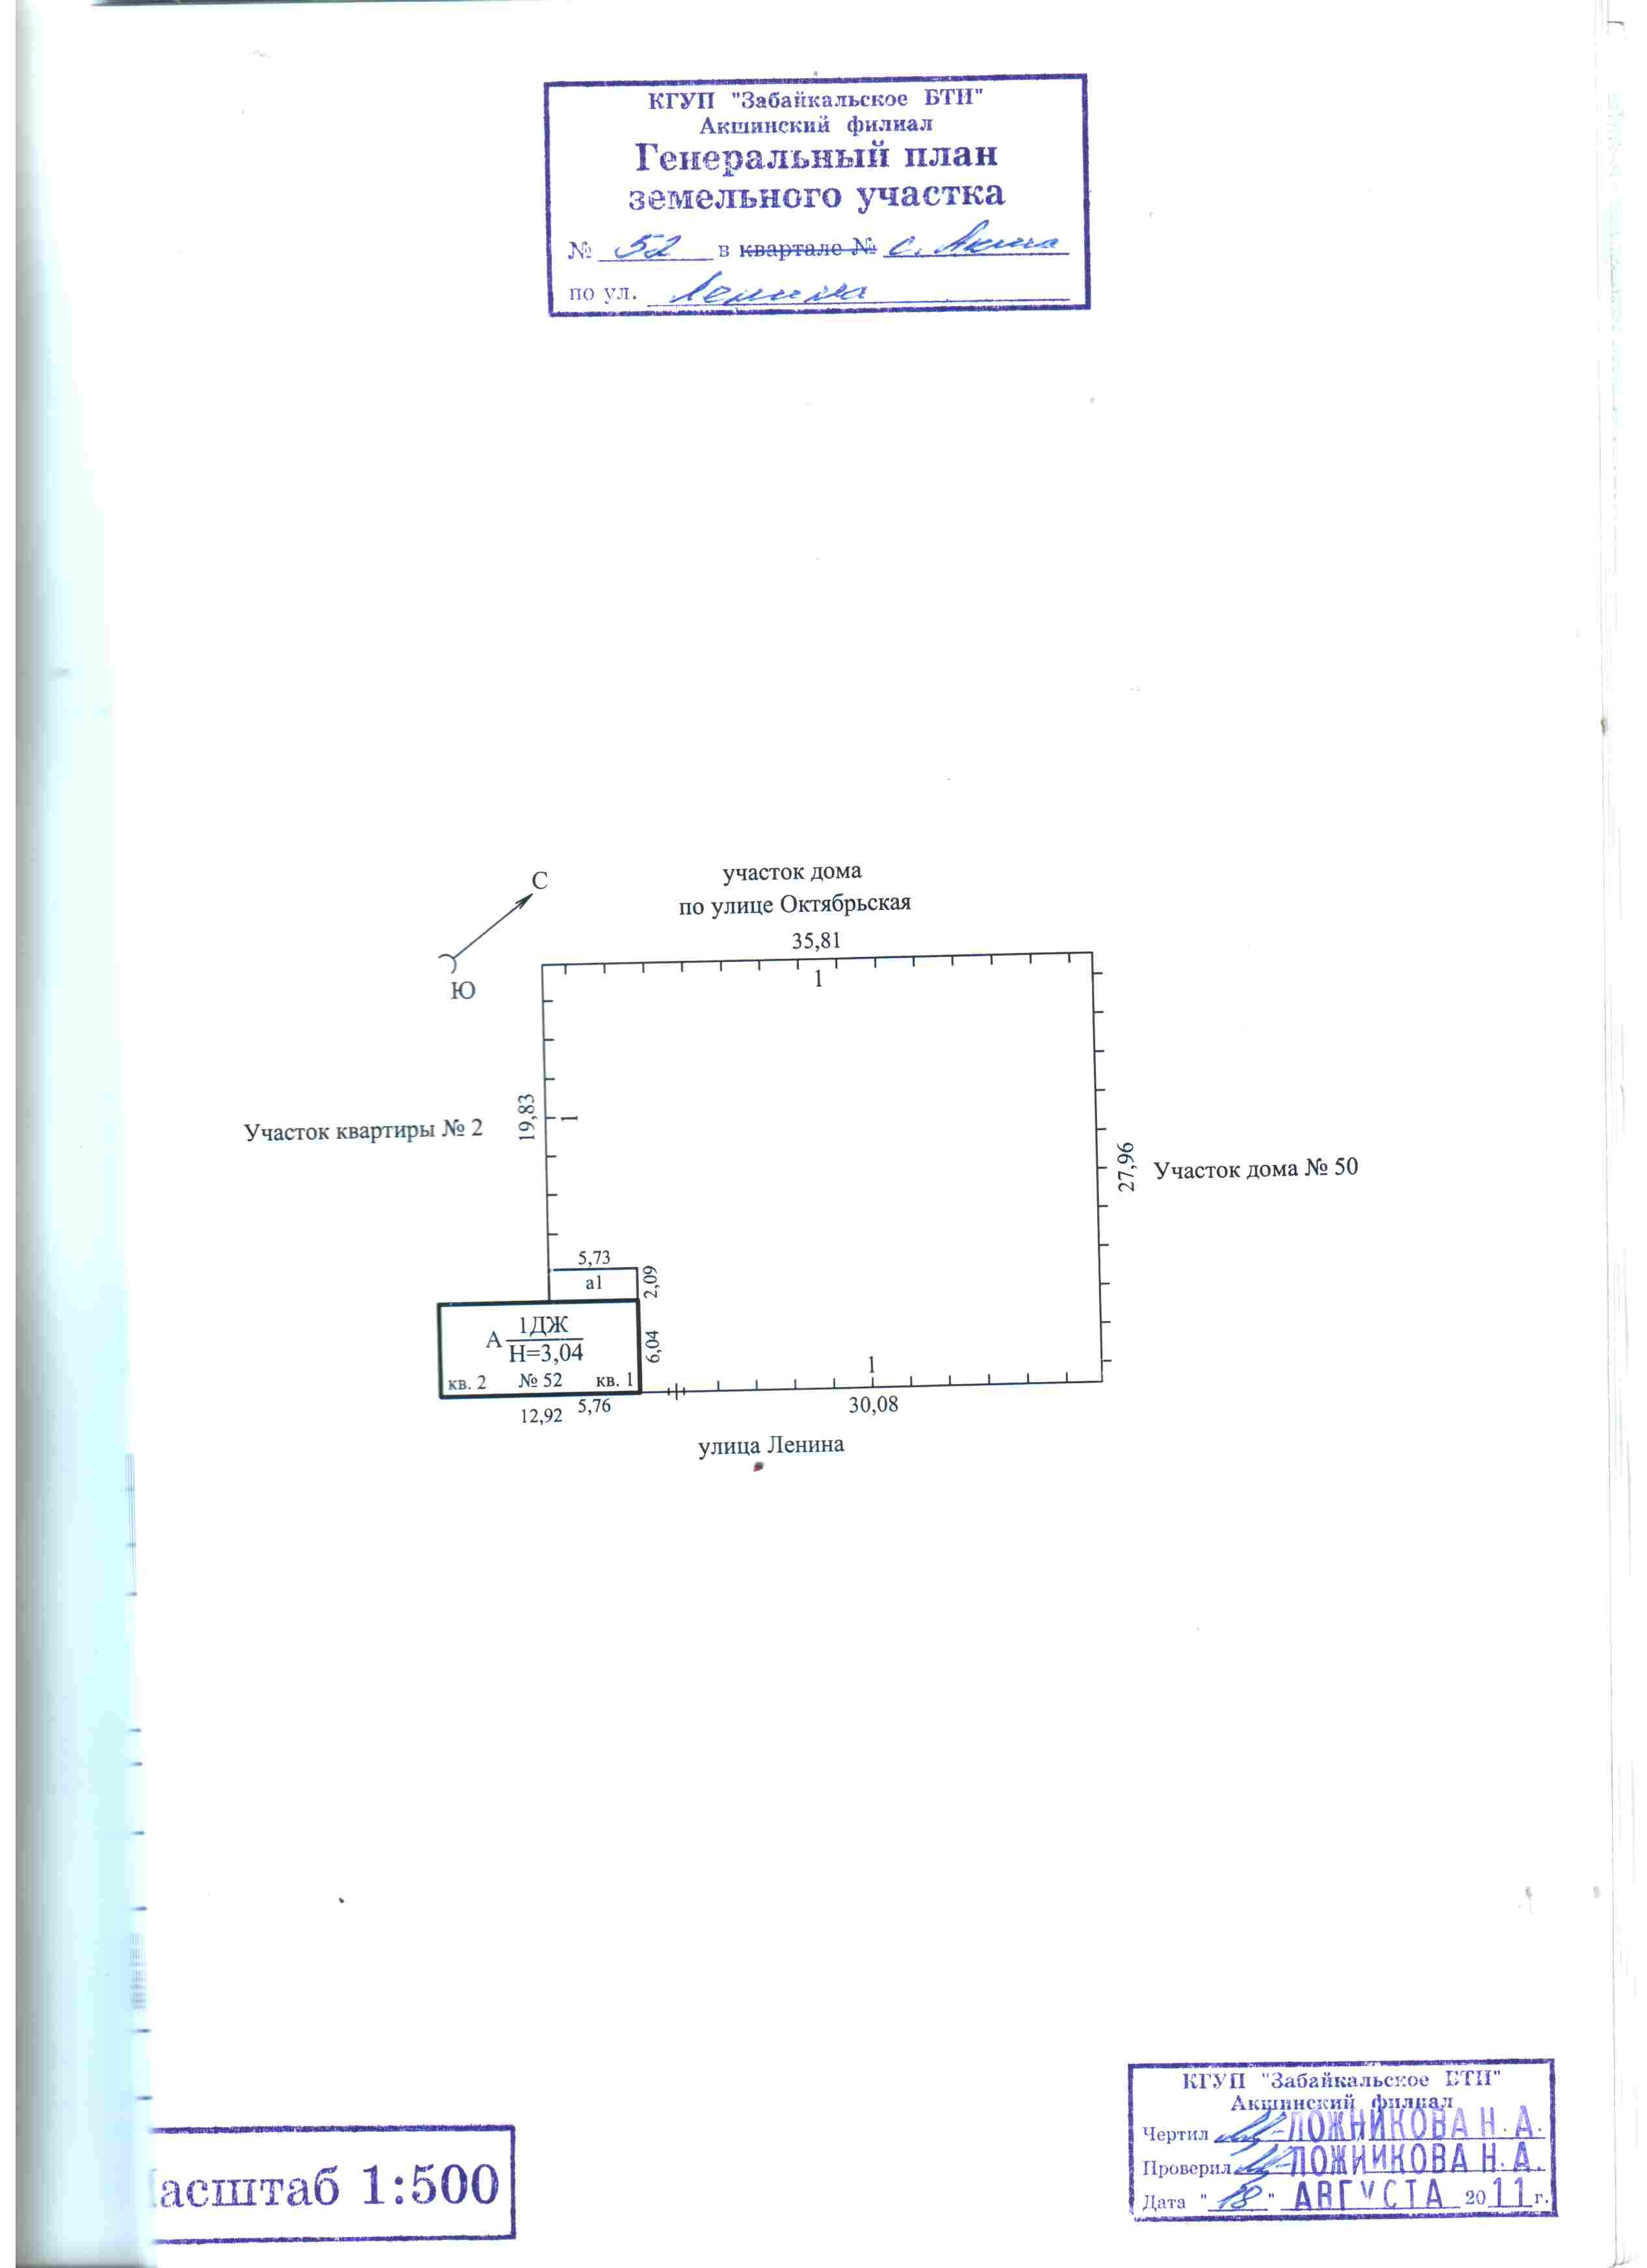 КГУП "Забайкальское БТИ"
Акшинский филиал
Генеральный план
земельного участка
№ 52 в квартале № с. Акша
по ул. Ленина
С
Ю
участок дома
по улице Октябрьская
35,81
1
19,83
1
Участок квартиры № 2
27,96
Участок дома № 50
5,73
а1
2,09
А 1ДЖ
Н=3,04
6,04
кв. 2 № 52 кв. 1
1
12,92 5,76
30,08
улица Ленина
КГУП "Забайкальское БТИ"
Акшинский филиал
Чертил ЛОЖНИКОВА Н.А.
Проверил ЛОЖНИКОВА Н.А.
Дата "18" АВГУСТА 2011 г.
асштаб 1:500